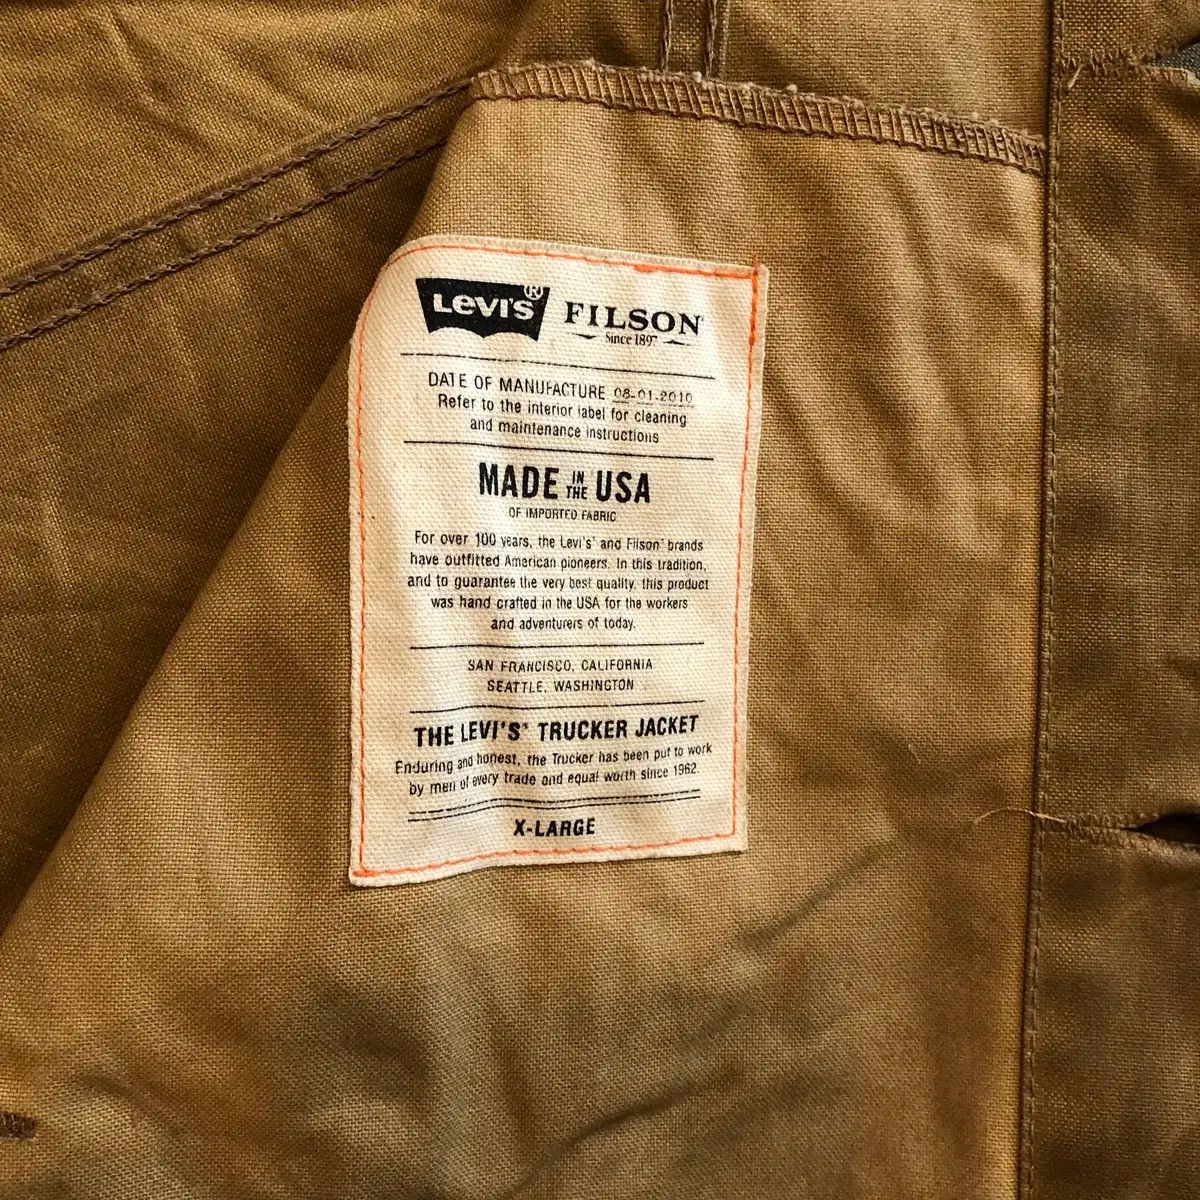 LEVI'S® FILSON
Since 1897
DATE OF MANUFACTURE 08-01-2010
Refer to the interior label for cleaning
and maintenance instructions
MADE IN THE USA
OF IMPORTED FABRIC
For over 100 years, the Levi's® and Filson® brands
have outfitted American pioneers. In this tradition,
and to guarantee the very best quality, this product
was hand crafted in the USA for the workers
and adventurers of today.
SAN FRANCISCO, CALIFORNIA
SEATTLE, WASHINGTON
THE LEVI'S® TRUCKER JACKET
Enduring and honest, the Trucker has been put to work
by men of every trade and equal worth since 1962.
X-LARGE